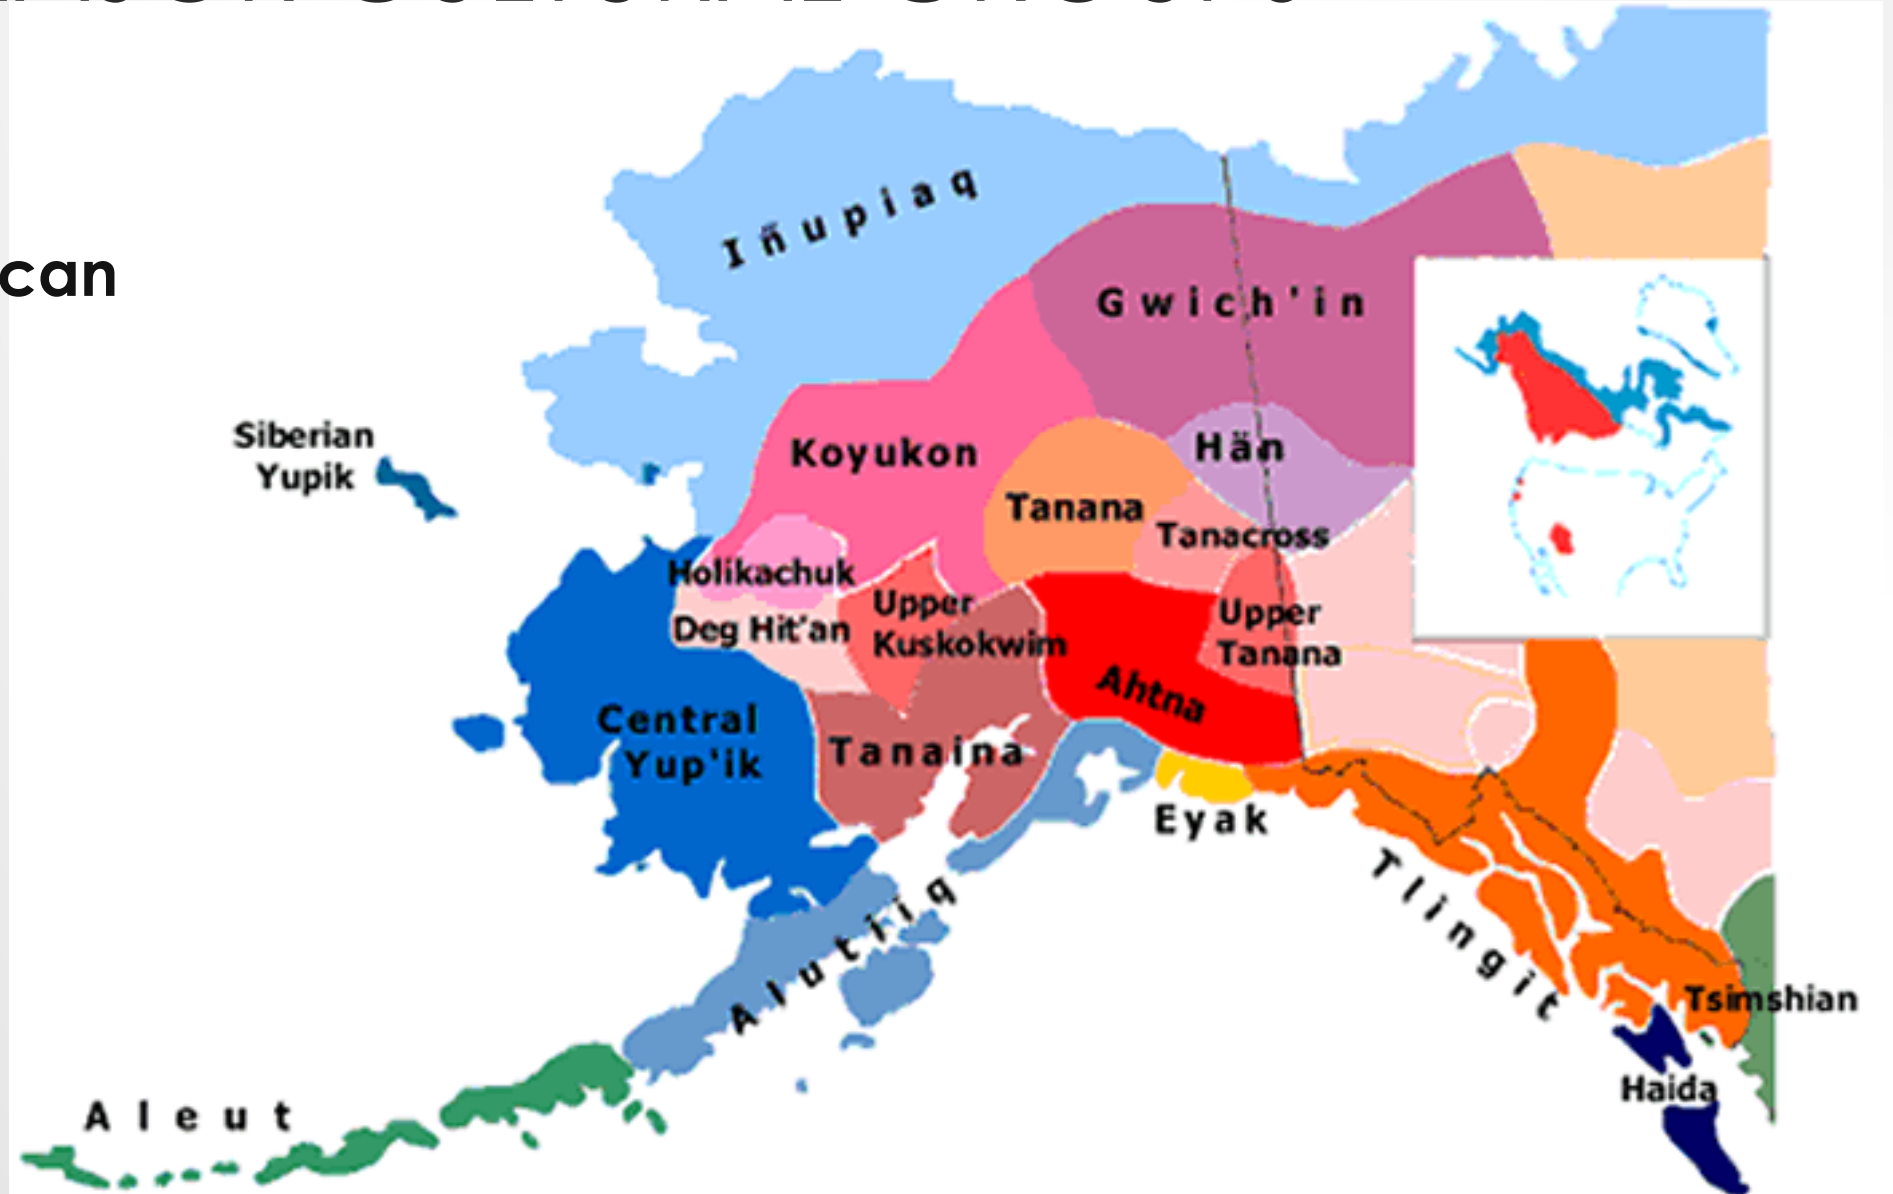 can
Iñupiaq
Gwich'in
Siberian
Yupik
Koyukon
Hän
Tanana
Tanacross
Holikachuk
Deg Hit'an
Upper
Kuskokwim
Upper
Tanana
Ahtna
Central
Yup'ik
Tanaina
Eyak
Alutiiq
Tlingit
Tsimshian
Haida
Aleut